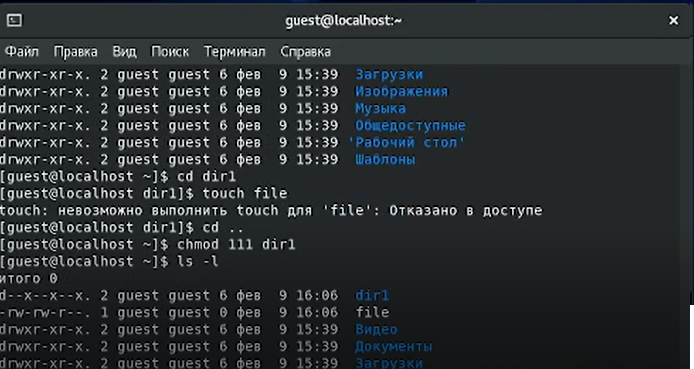 guest@localhost:~
Файл Правка Вид Поиск Терминал Справка
drwxr-xr-x. 2 guest guest 6 фев  9 15:39  Загрузки
drwxr-xr-x. 2 guest guest 6 фев  9 15:39  Изображения
drwxr-xr-x. 2 guest guest 6 фев  9 15:39  Музыка
drwxr-xr-x. 2 guest guest 6 фев  9 15:39  Общедоступные
drwxr-xr-x. 2 guest guest 6 фев  9 15:39 'Рабочий стол'
drwxr-xr-x. 2 guest guest 6 фев  9 15:39  Шаблоны
[guest@localhost ~]$ cd dir1
[guest@localhost dir1]$ touch file
touch: невозможно выполнить touch для 'file': Отказано в доступе
[guest@localhost dir1]$ cd ..
[guest@localhost ~]$ chmod 111 dir1
[guest@localhost ~]$ ls -l
итого 0
d--x--x--x. 2 guest guest 6 фев  9 16:06  dir1
-rw-rw-r--. 1 guest guest 0 фев  9 16:06  file
drwxr-xr-x. 2 guest guest 6 фев  9 15:39  Видео
drwxr-xr-x. 2 guest guest 6 фев  9 15:39  Документы
drwxr-xr-x. 2 guest guest 6 фев  9 15:39  Загрузки